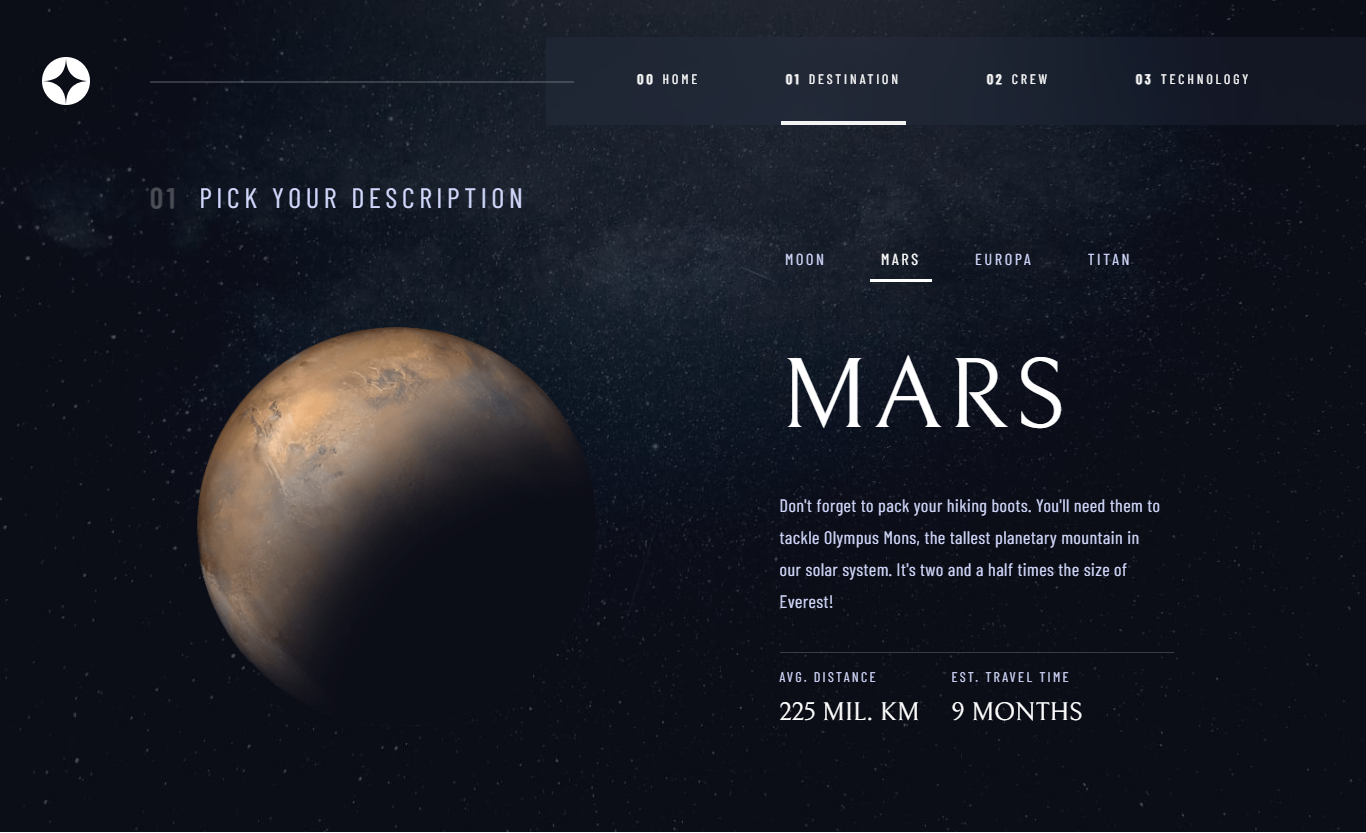 00 HOME 01 DESTINATION 02 CREW 03 TECHNOLOGY
01 PICK YOUR DESCRIPTION
MOON MARS EUROPA TITAN
MARS
Don't forget to pack your hiking boots. You'll need them to
tackle Olympus Mons, the tallest planetary mountain in
our solar system. It's two and a half times the size of
Everest!
AVG. DISTANCE EST. TRAVEL TIME
225 MIL. KM 9 MONTHS